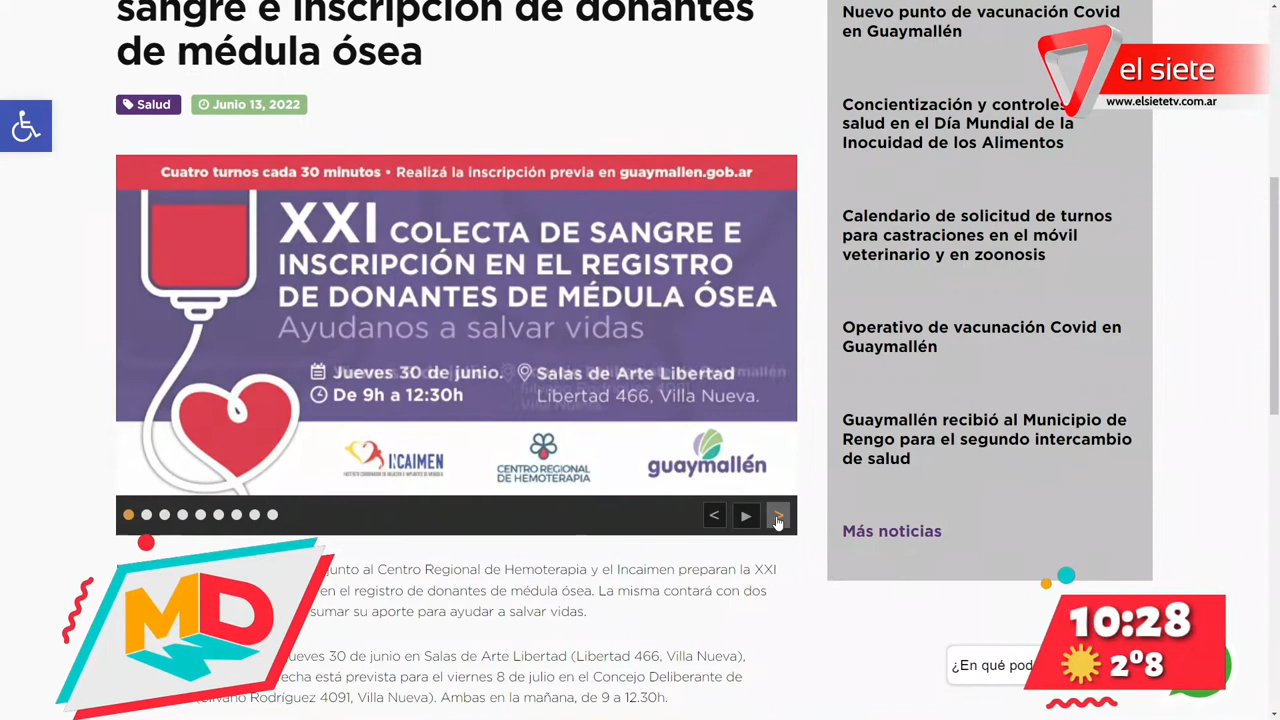 sangre e inscripción de donantes
de médula ósea
Salud
Junio 13, 2022
Cuatro turnos cada 30 minutos • Realizá la inscripción previa en guaymallen.gob.ar
XXI COLECTA DE SANGRE E
INSCRIPCIÓN EN EL REGISTRO
DE DONANTES DE MÉDULA ÓSEA
Ayudanos a salvar vidas
Jueves 30 de junio.
De 9h a 12:30h
Salas de Arte Libertad
Libertad 466, Villa Nueva.
INCAIMEN
CENTRO REGIONAL
DE HEMOTERAPIA
guaymallén
< ▶ >
unto al Centro Regional de Hemoterapia y el Incaimen preparan la XXI
en el registro de donantes de médula ósea. La misma contará con dos
sumar su aporte para ayudar a salvar vidas.
ueves 30 de junio en Salas de Arte Libertad (Libertad 466, Villa Nueva),
echa está prevista para el viernes 8 de julio en el Concejo Deliberante de
Rodríguez 4091, Villa Nueva). Ambas en la mañana, de 9 a 12.30h.
Nuevo punto de vacunación Covid
en Guaymallén
Concientización y controles
salud en el Día Mundial de la
Inocuidad de los Alimentos
Calendario de solicitud de turnos
para castraciones en el móvil
veterinario y en zoonosis
Operativo de vacunación Covid en
Guaymallén
Guaymallén recibió al Municipio de
Rengo para el segundo intercambio
de salud
Más noticias
el siete
www.elsietetv.com.ar
MD
¿En qué pod
10:28
2º8